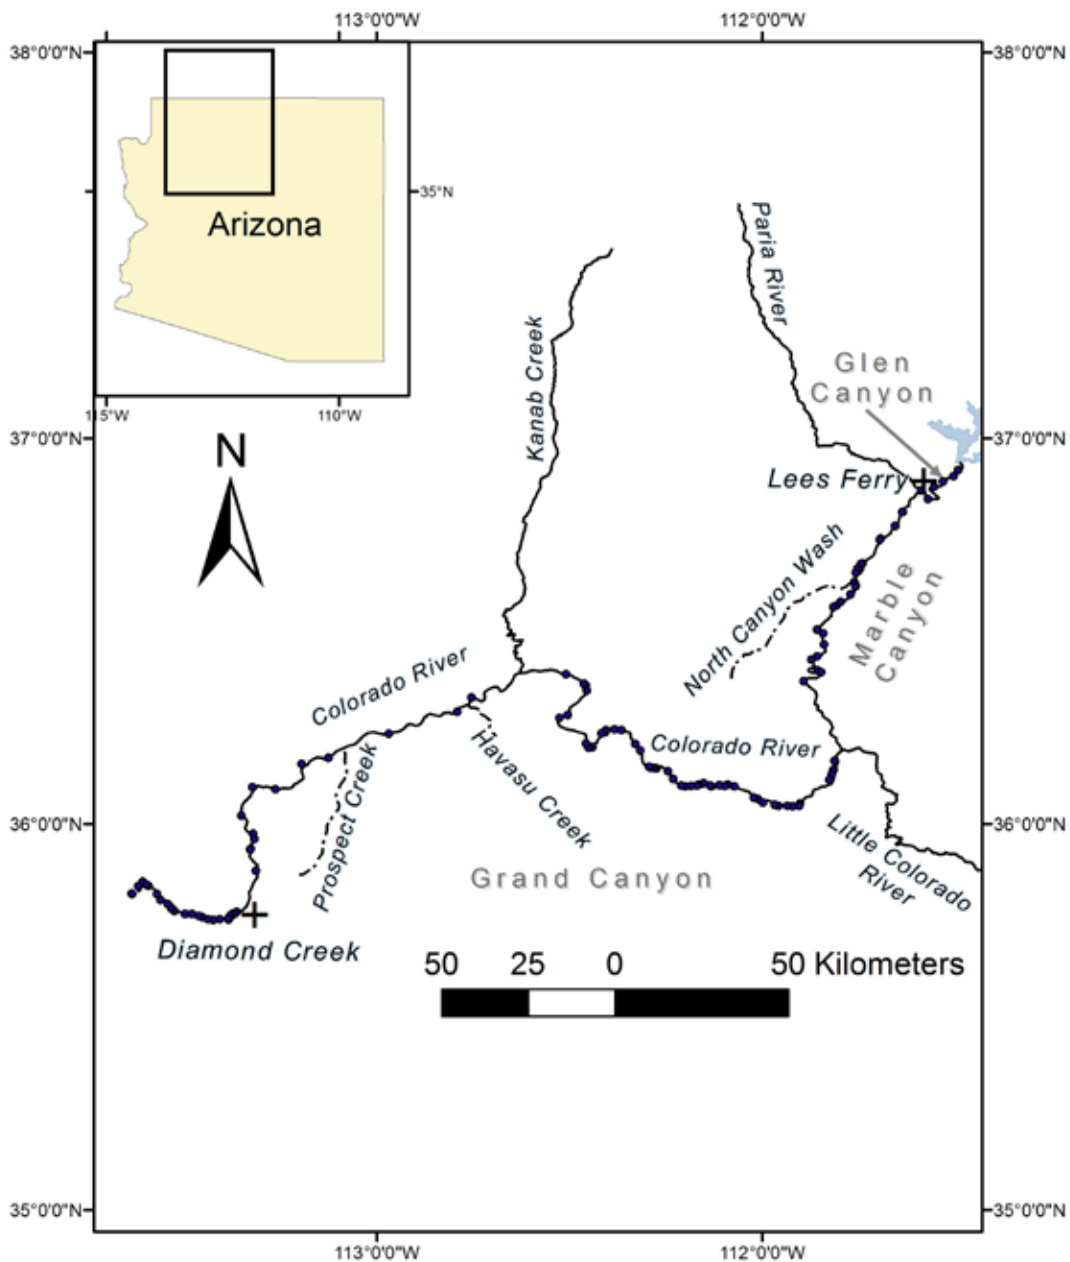 113°0'0"W 112°0'0"W
38°0'0"N 38°0'0"N
35°N
Arizona
115°W 110°W
Paria River
Kanab Creek
Glen
Canyon
37°0'0"N 37°0'0"N
N
Lees Ferry
North Canyon Wash
Marble
Canyon
Colorado River
Colorado River
Havasu Creek
Prospect Creek
36°0'0"N 36°0'0"N
Little Colorado
River
Grand Canyon
Diamond Creek
50 25 0 50 Kilometers
35°0'0"N 35°0'0"N
113°0'0"W 112°0'0"W